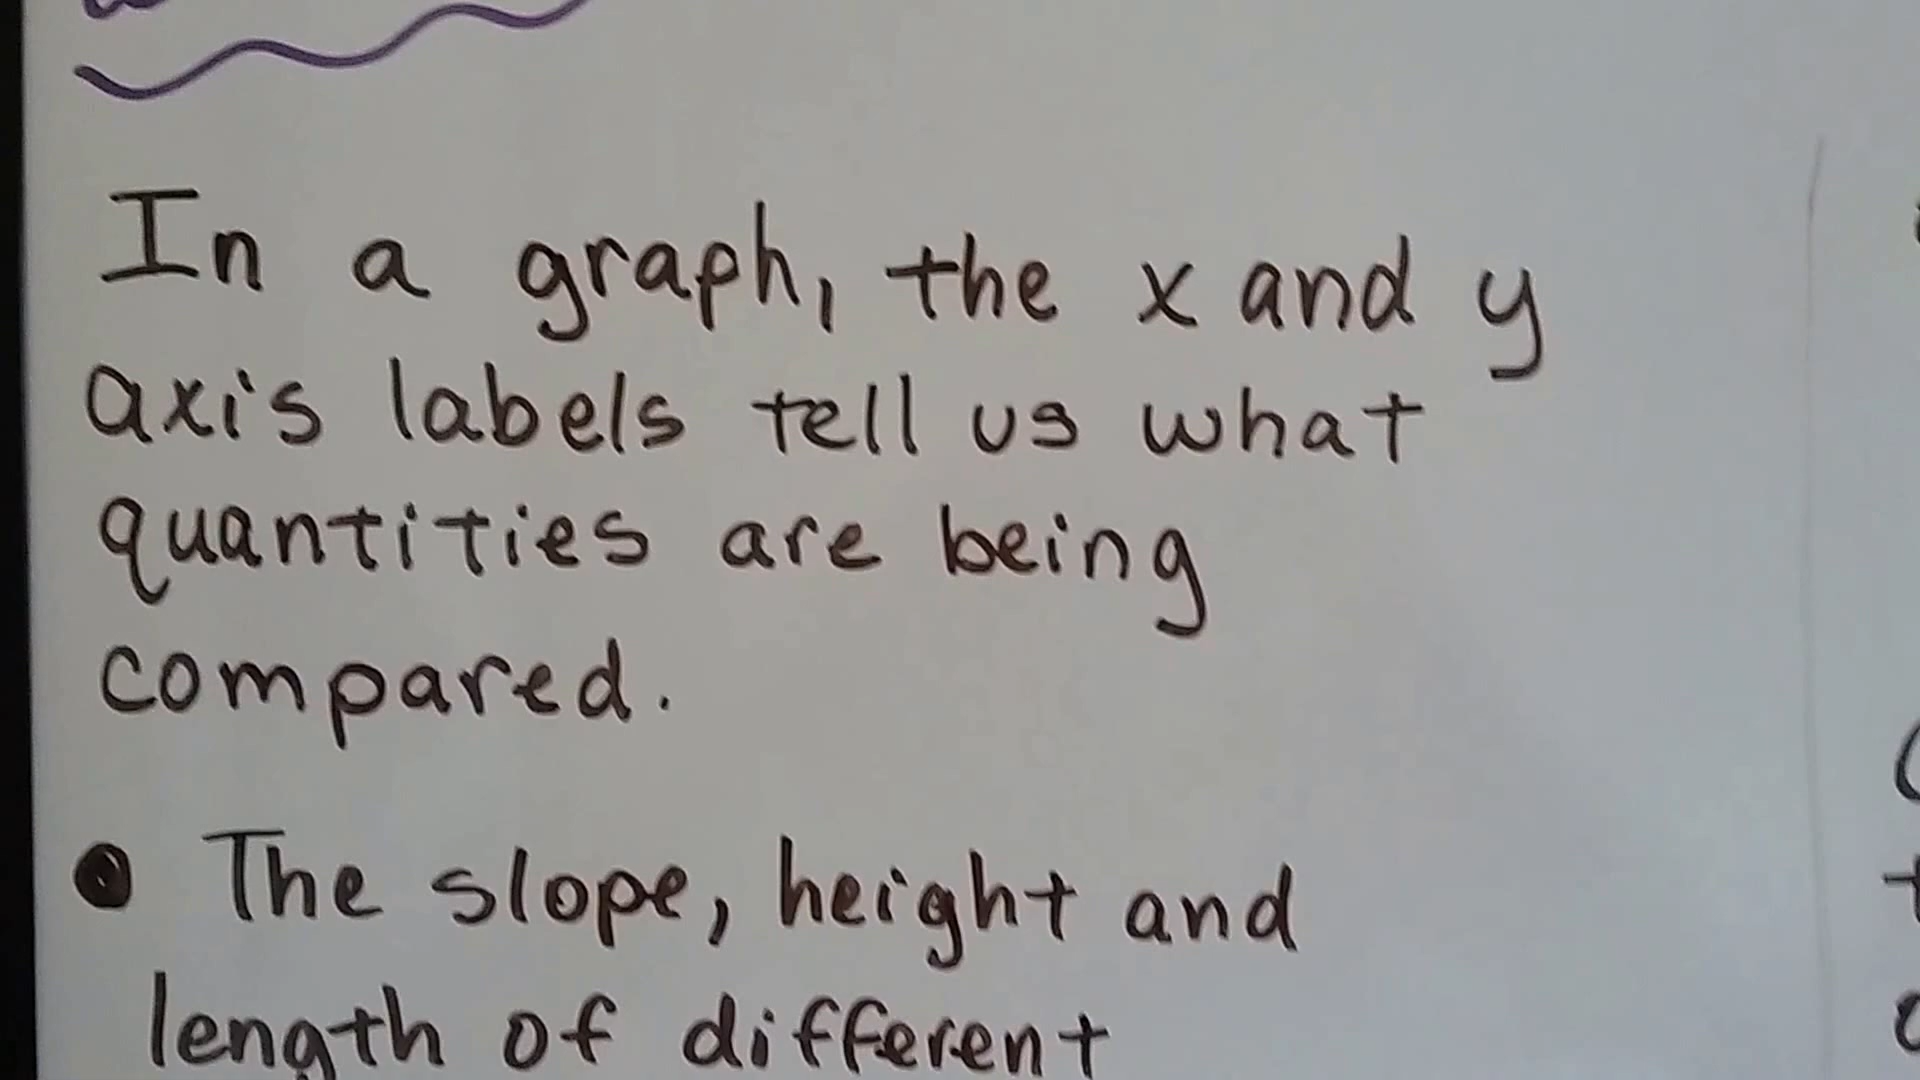 In a graph, the x and y
axis labels tell us what
quantities are being
compared.
• The slope, height and
length of different